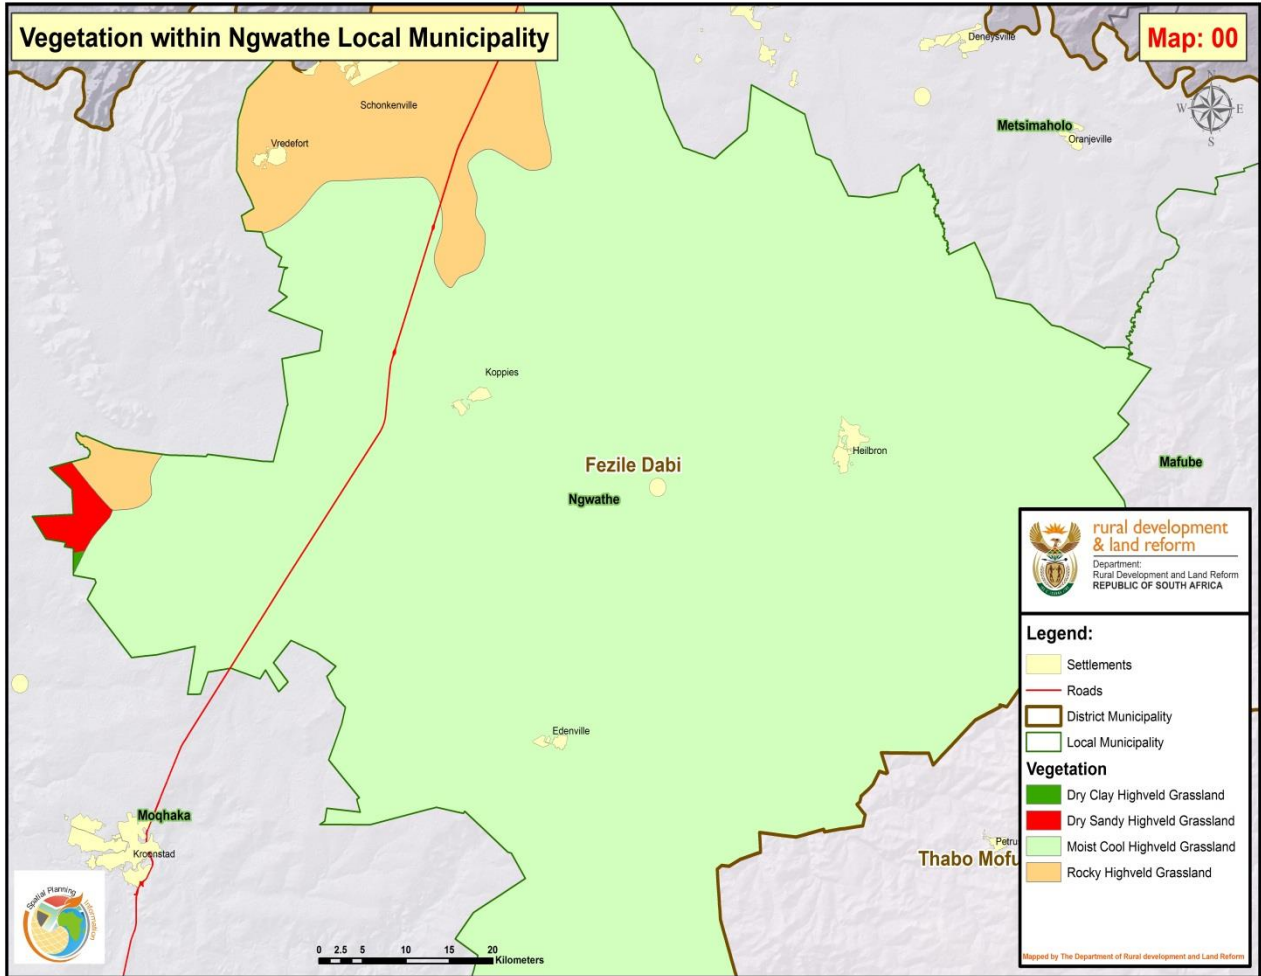 Vegetation within Ngwathe Local Municipality
Map: 00
Deneysville
N
W
E
S
Schonkenville
Metsimaholo
Oranjeville
Vredefort
Koppies
Heilbron
Fezile Dabi
Mafube
Ngwathe
rural development
& land reform
Department:
Rural Development and Land Reform
REPUBLIC OF SOUTH AFRICA
Legend:
Settlements
Roads
District Municipality
Local Municipality
Vegetation
Dry Clay Highveld Grassland
Dry Sandy Highveld Grassland
Moist Cool Highveld Grassland
Rocky Highveld Grassland
Edenville
Moqhaka
Kroonstad
Petrus
Thabo Mofu
Spatial Planning
Information
0 2.5 5 10 15 20
Kilometers
Mapped by The Department of Rural development and Land Reform